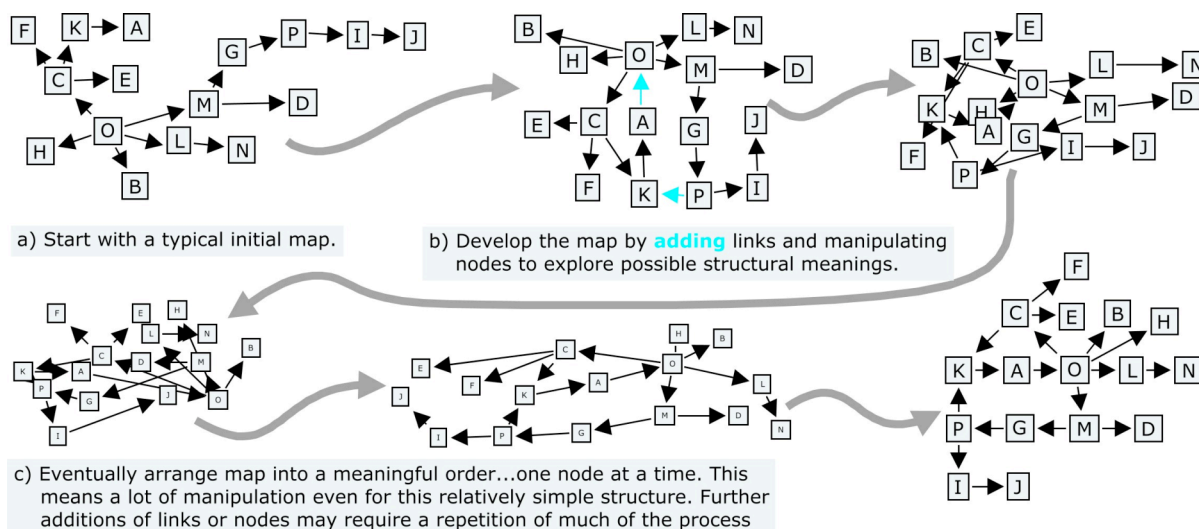 F K A
G P I J
C E
M D
O
H L N
B
a) Start with a typical initial map.
B O L N
H M D
E C A G J
F K P I
b) Develop the map by adding links and manipulating
nodes to explore possible structural meanings.
C E
B L N
O
K H M D
A G
F I J
P
F E H
L N
C D M B
K A
P G J O
I
H
C O B
E F
J K A L
M D
I P G N
F
C E B H
K A O L N
P G M D
I J
c) Eventually arrange map into a meaningful order...one node at a time. This
means a lot of manipulation even for this relatively simple structure. Further
additions of links or nodes may require a repetition of much of the process